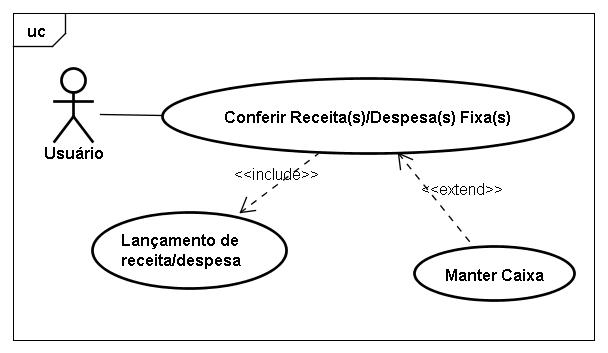 uc
Conferir Receita(s)/Despesa(s) Fixa(s)
Usuário
<<include>>
<<extend>>
Lançamento de
receita/despesa
Manter Caixa